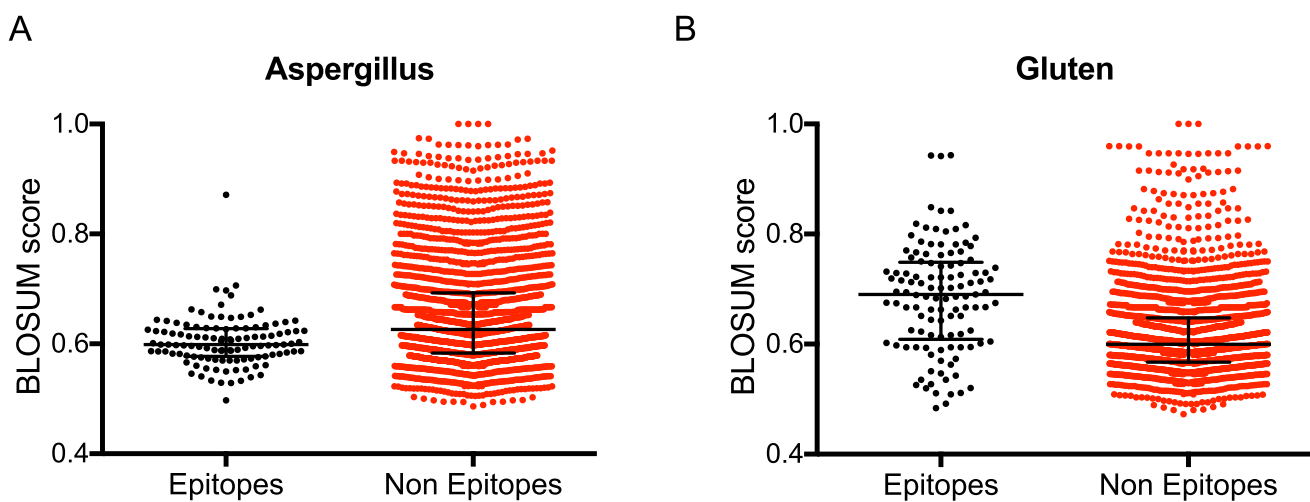 A
Aspergillus
BLOSUM score
1.0
0.8
0.6
0.4
Epitopes
Non Epitopes
B
Gluten
BLOSUM score
1.0
0.8
0.6
0.4
Epitopes
Non Epitopes